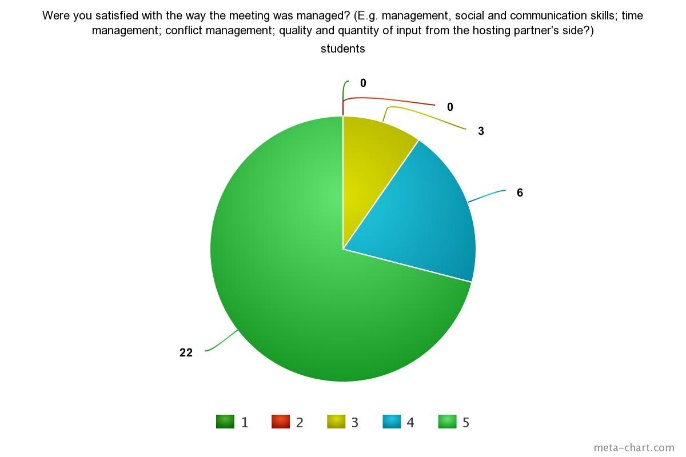 Were you satisfied with the way the meeting was managed? (E.g. management, social and communication skills; time
management; conflict management; quality and quantity of input from the hosting partner's side?)
students
0
0
3
6
22
1 2 3 4 5
meta-chart.com